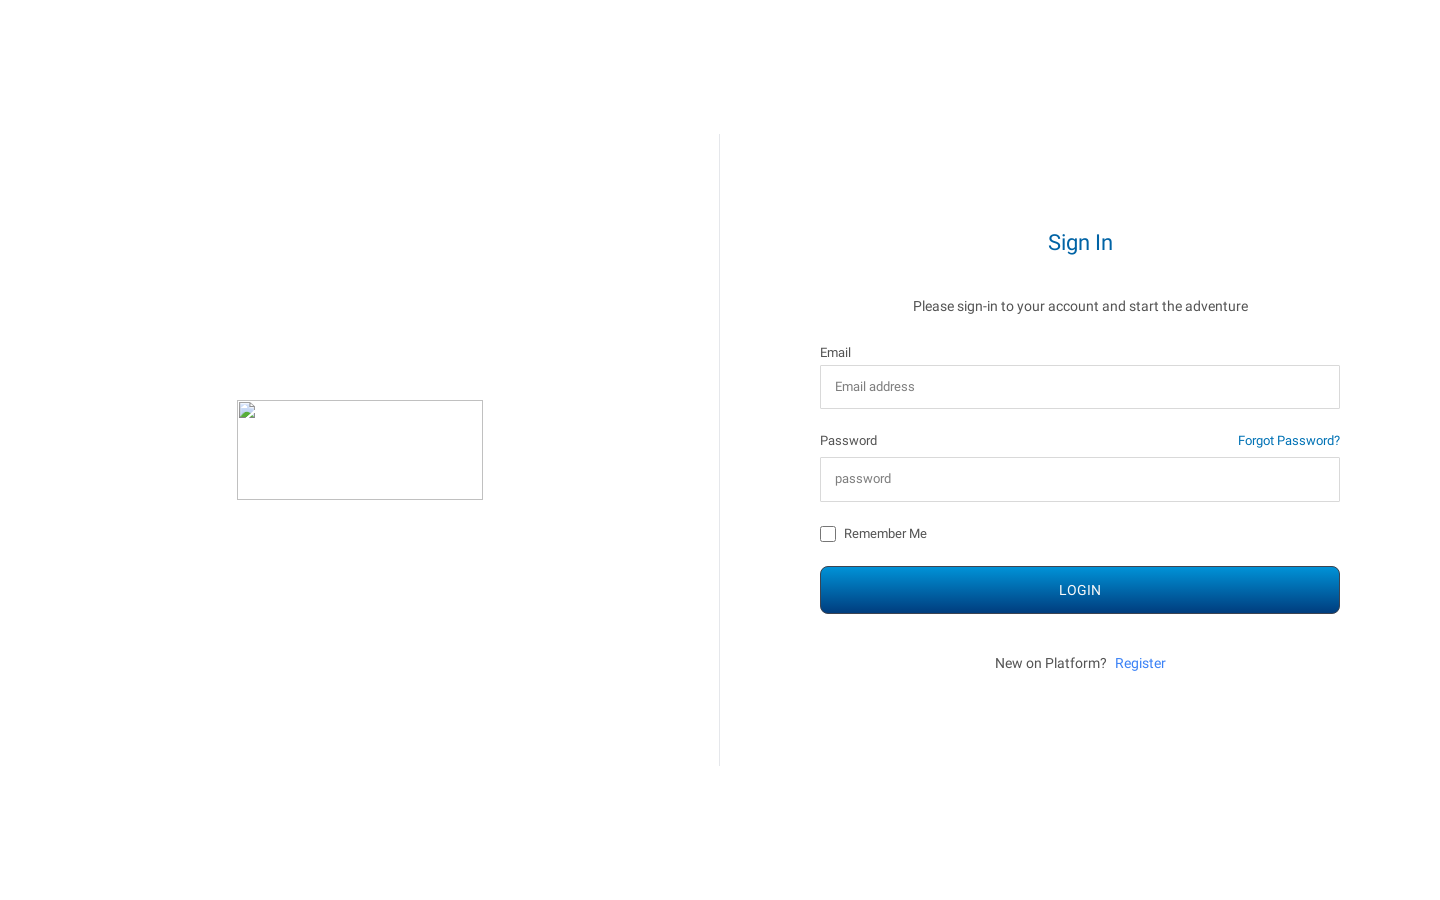 Sign In
Please sign-in to your account and start the adventure
Email
Email address
Password Forgot Password?
password
Remember Me
LOGIN
New on Platform? Register